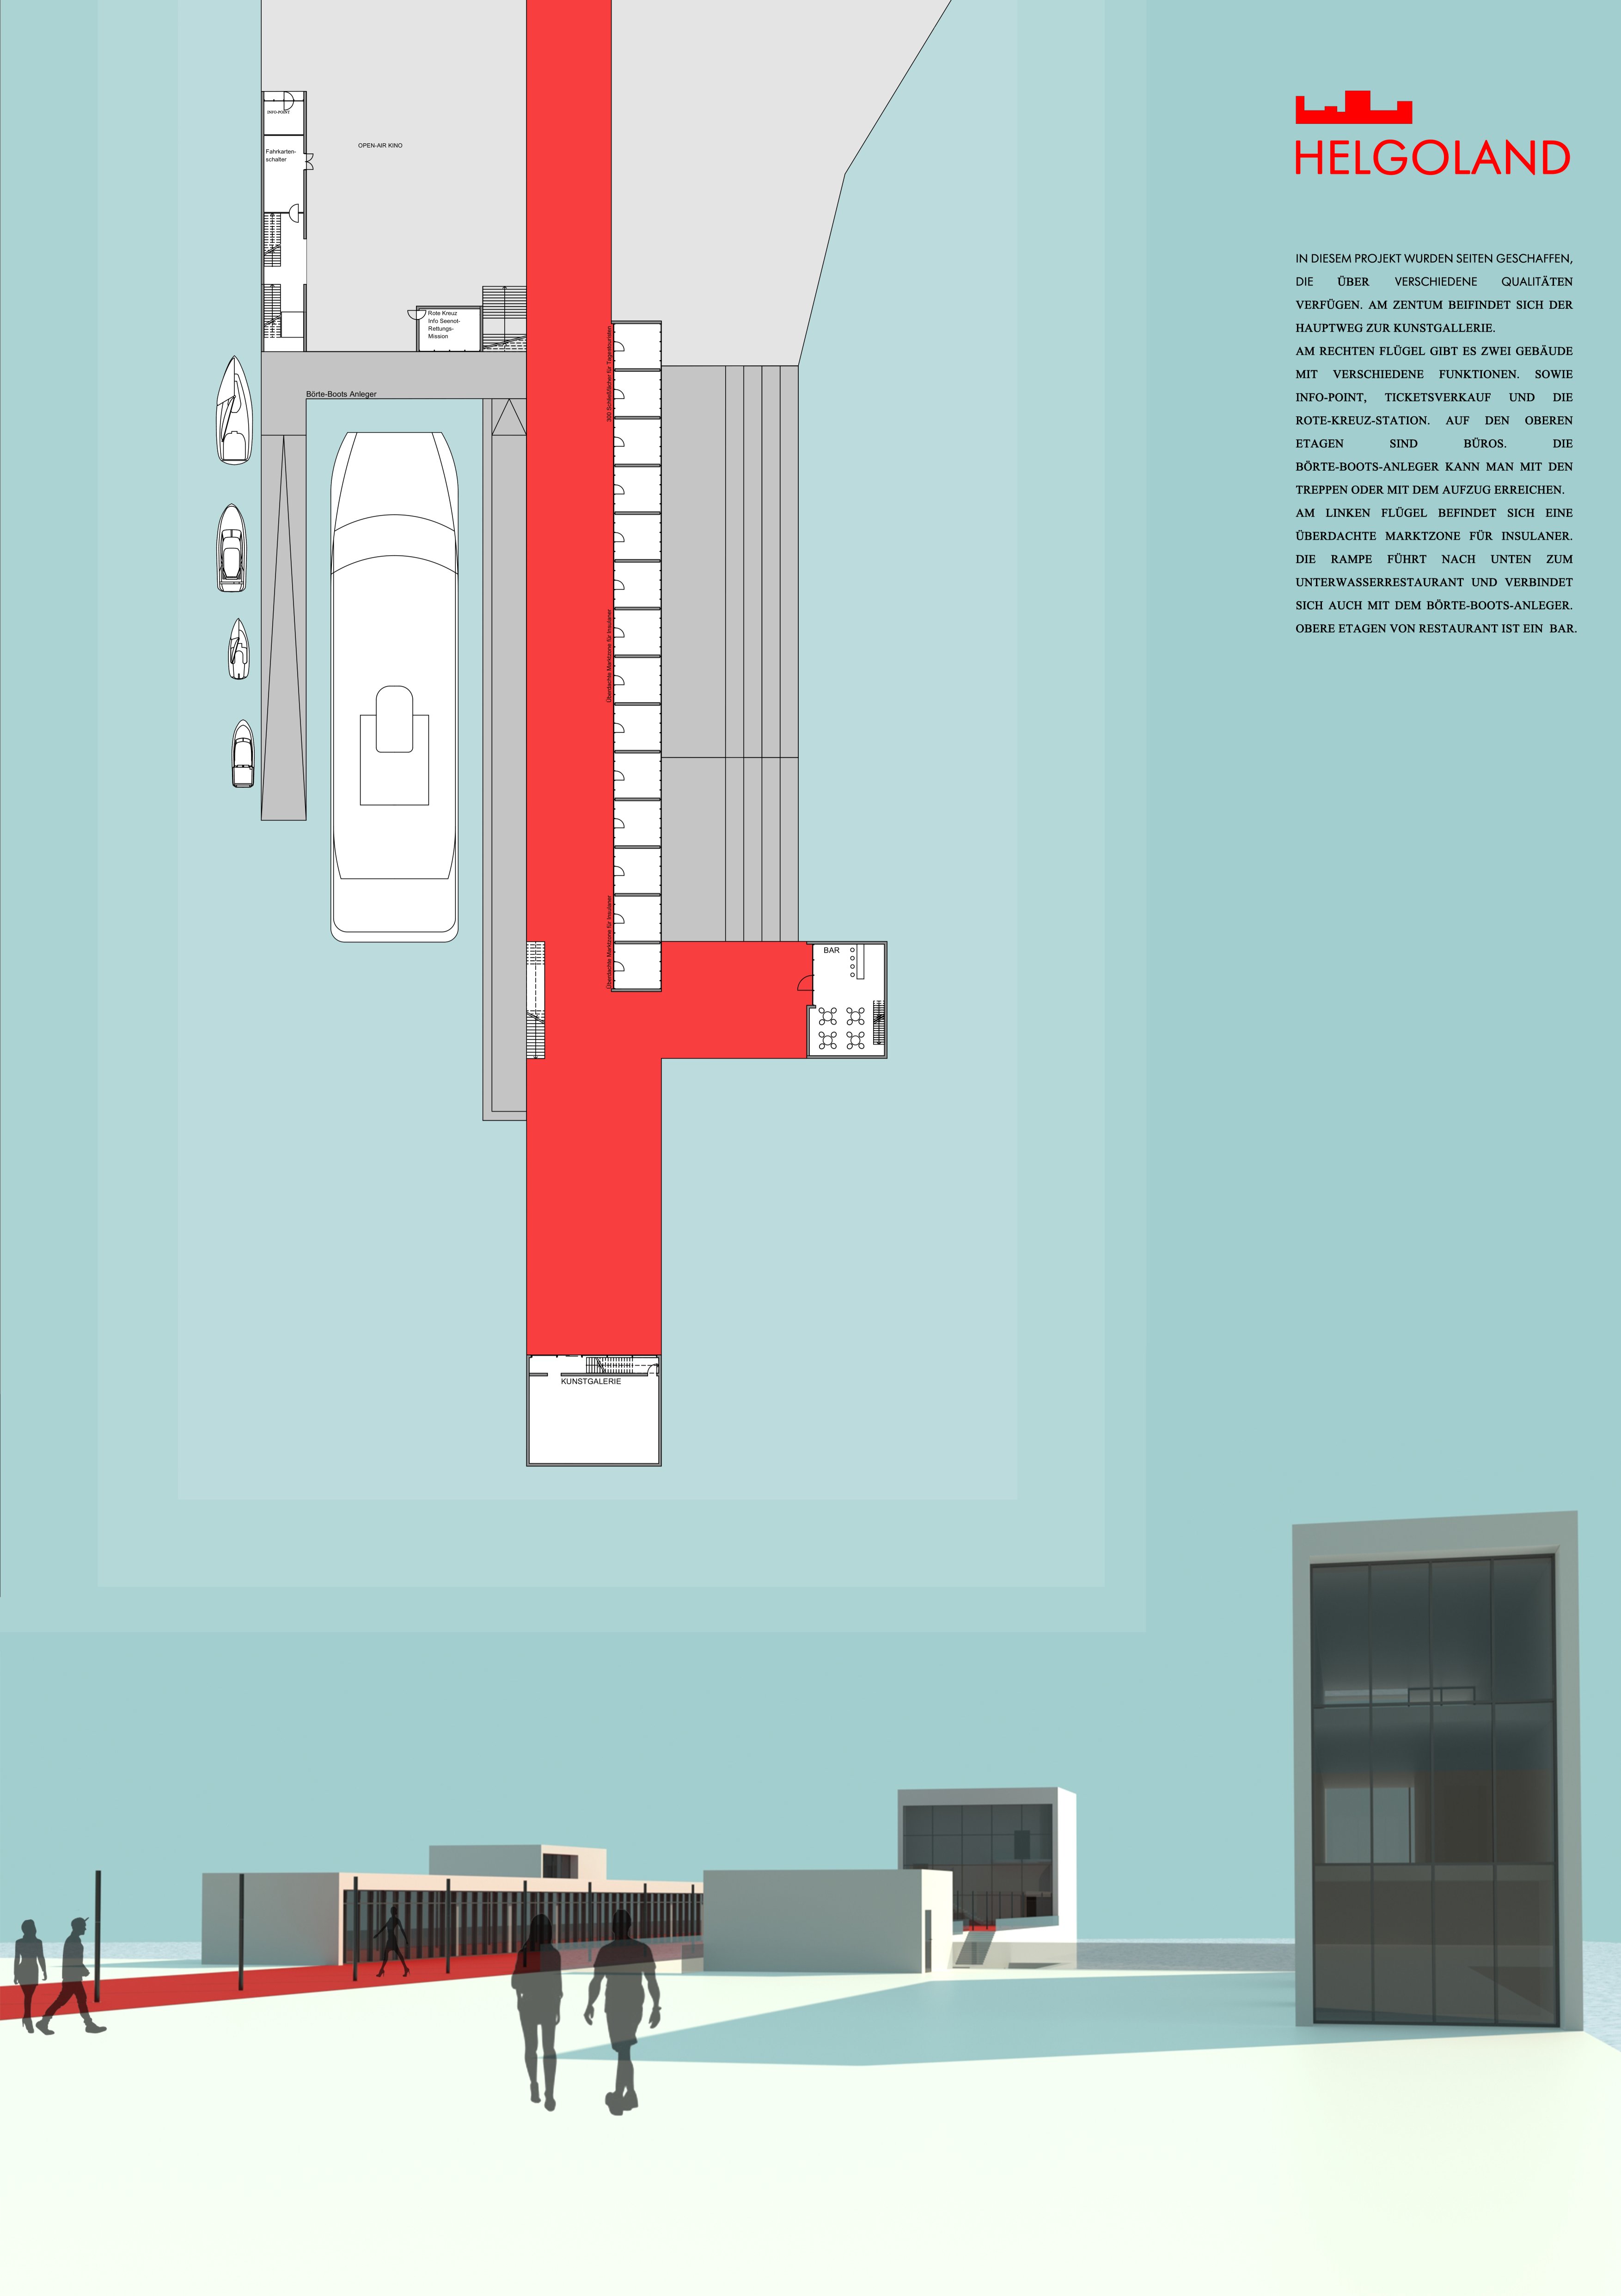 HELGOLAND
IN DIESEM PROJEKT WURDEN SEITEN GESCHAFFEN,
DIE ÜBER VERSCHIEDENE QUALITÄTEN
VERFÜGEN. AM ZENTUM BEIFINDET SICH DER
HAUPTWEG ZUR KUNSTGALLERIE.
AM RECHTEN FLÜGEL GIBT ES ZWEI GEBÄUDE
MIT VERSCHIEDENE FUNKTIONEN. SOWIE
INFO-POINT, TICKETSVERKAUF UND DIE
ROTE-KREUZ-STATION. AUF DEN OBEREN
ETAGEN SIND BÜROS. DIE
BÖRTE-BOOTS-ANLEGER KANN MAN MIT DEN
TREPPEN ODER MIT DEM AUFZUG ERREICHEN.
AM LINKEN FLÜGEL BEFINDET SICH EINE
ÜBERDACHTE MARKTZONE FÜR INSULANER.
DIE RAMPE FÜHRT NACH UNTEN ZUM
UNTERWASSERRESTAURANT UND VERBINDET
SICH AUCH MIT DEM BÖRTE-BOOTS-ANLEGER.
OBERE ETAGEN VON RESTAURANT IST EIN BAR.
INFO-POINT
Fahrkarten-
schalter
OPEN-AIR KINO
Rote Kreuz
Info Seenot-
Rettungs-
Mission
Börte-Boots Anleger
300 Schließfächer für Tagestouristen
Überdachte Marktzone für Insulaner
Überdachte Marktzone für Insulaner
BAR
KUNSTGALERIE